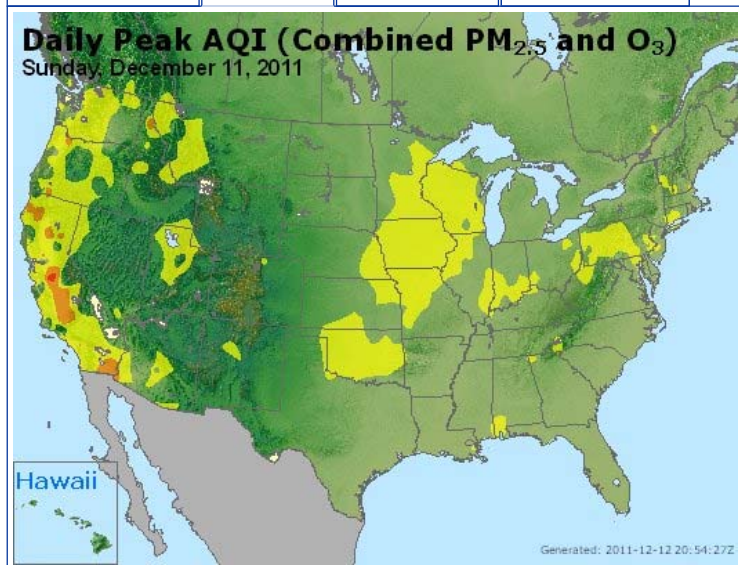 Daily Peak AQI (Combined PM2.5 and O3)
Sunday, December 11, 2011
Hawaii
Generated: 2011-12-12 20:54:27Z